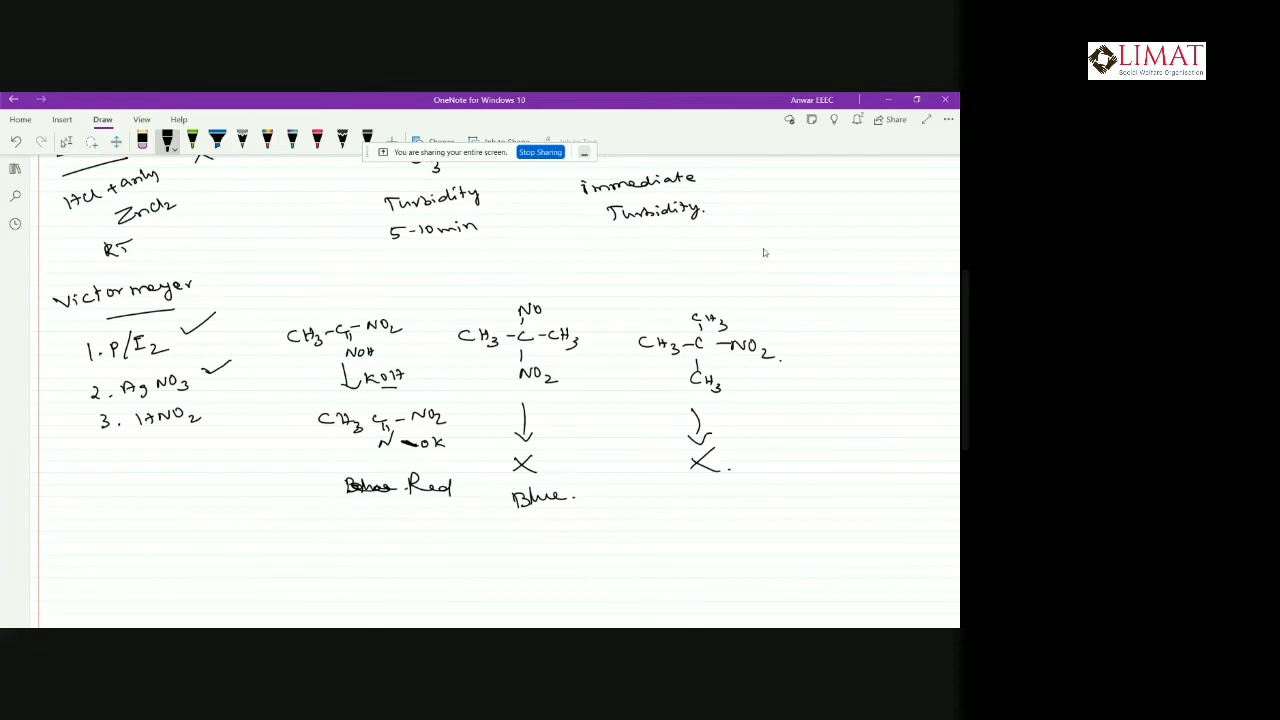 LIMAT
Social Welfare Organisation
OneNote for Windows 10
Anwar EEEC
Home Insert Draw View Help
Share
You are sharing your entire screen. Stop Sharing
3
HCl + anhy
ZnCl2
RT
Turbidity
5-10 min
immediate
Turbidity.
Victor mayer
1. P/I2
2. AgNO3
3. HNO2
CH3-C-NO2
NOH
KOH
CH3 C-NO2
N-OK
Red
NO
CH3-C-CH3
NO2
X
Blue.
CH3
CH3-C-NO2.
CH3
X.